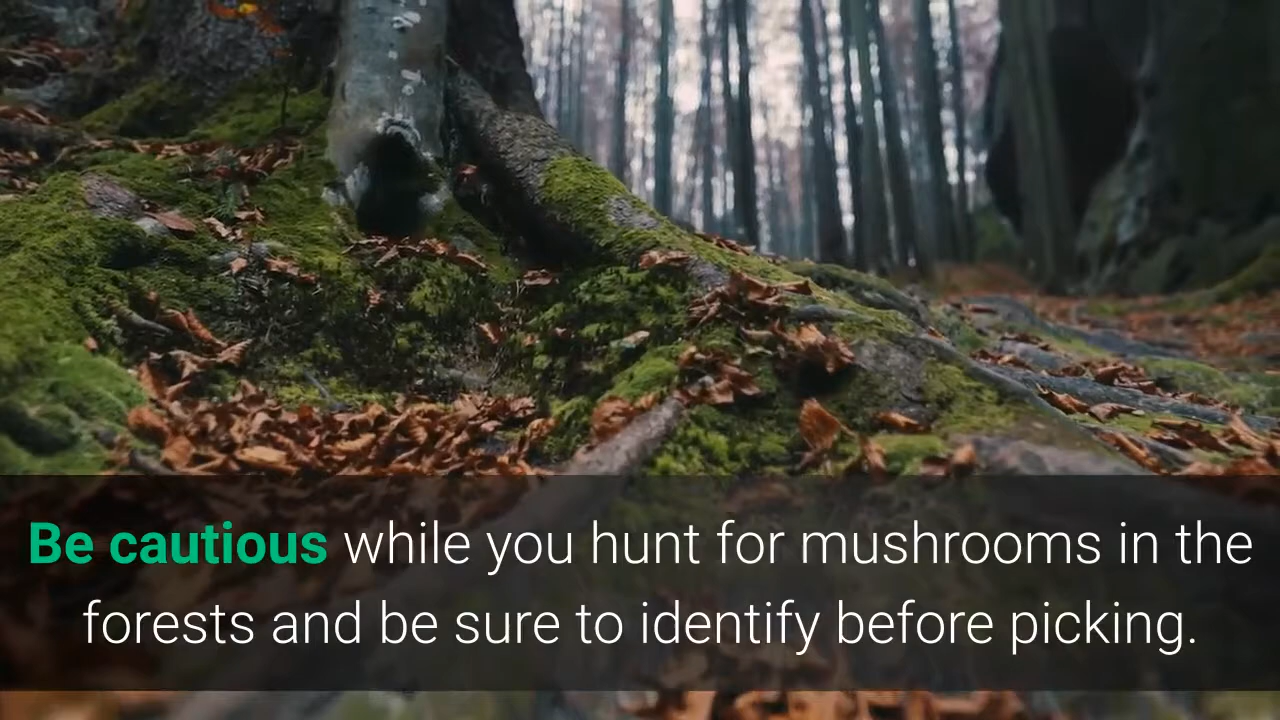 Be cautious while you hunt for mushrooms in the
forests and be sure to identify before picking.